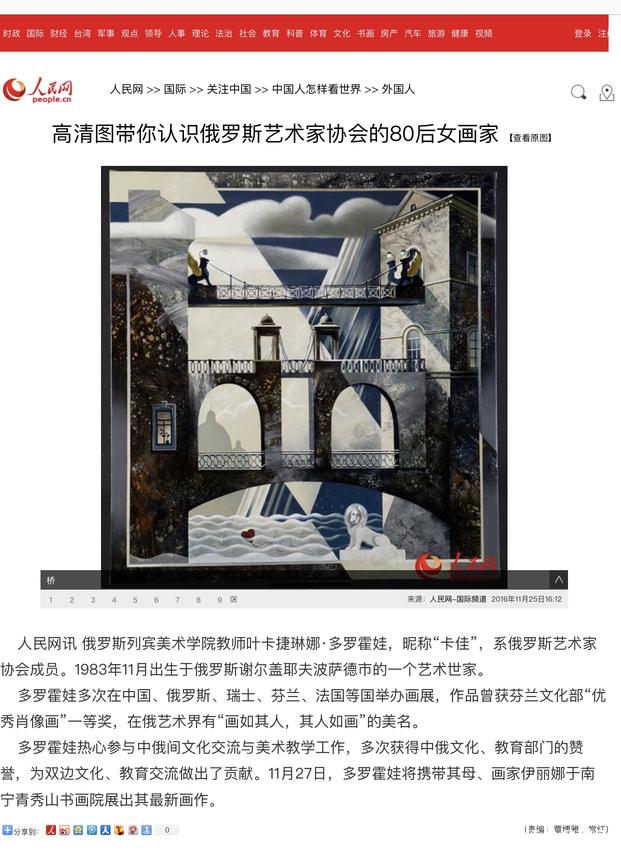 时政 国际 财经 台湾 军事 观点 领导 人事 理论 法治 社会 教育 科普 体育 文化 书画 房产 汽车 旅游 健康 视频
登录
人民网
people.cn
人民网 >> 国际 >> 关注中国 >> 中国人怎样看世界 >> 外国人
高清图带你认识俄罗斯艺术家协会的80后女画家 【查看原图】
人民网
桥
1 2 3 4 5 6 7 8 9
来源：人民网-国际频道 2016年11月25日16:12
人民网讯 俄罗斯列宾美术学院教师叶卡捷琳娜·多罗霍娃，昵称“卡佳”，系俄罗斯艺术家
协会成员。1983年11月出生于俄罗斯谢尔盖耶夫波萨德市的一个艺术世家。
多罗霍娃多次在中国、俄罗斯、瑞士、芬兰、法国等国举办画展，作品曾获芬兰文化部“优
秀肖像画”一等奖，在俄艺术界有“画如其人，其人如画”的美名。
多罗霍娃热心参与中俄间文化交流与美术教学工作，多次获得中俄文化、教育部门的赞
誉，为双边文化、教育交流做出了贡献。11月27日，多罗霍娃将携带其母、画家伊丽娜于南
宁青秀山书画院展出其最新画作。
分享到：
0
(责编：覃博雅、常红)